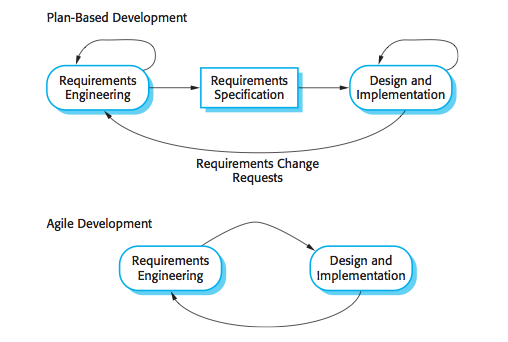 Plan-Based Development
Requirements
Engineering
Requirements
Specification
Design and
Implementation
Requirements Change
Requests
Agile Development
Requirements
Engineering
Design and
Implementation